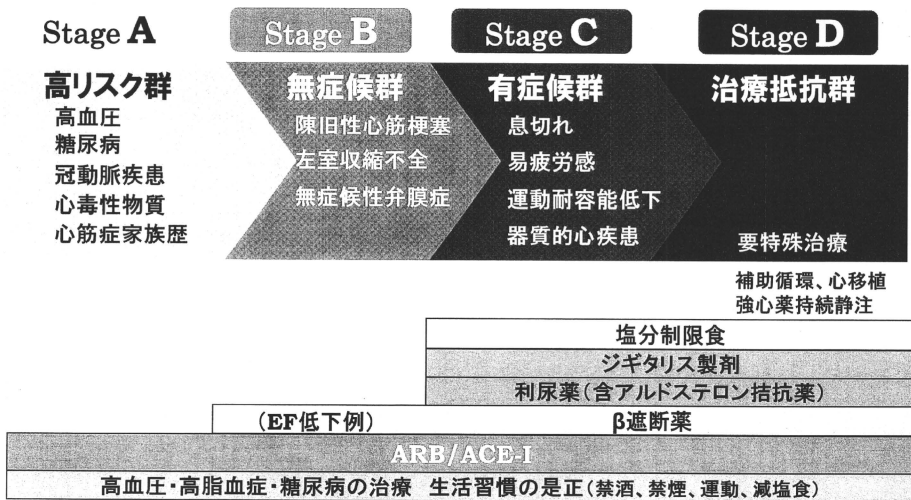 Stage A
高リスク群
高血圧
糖尿病
冠動脈疾患
心毒性物質
心筋症家族歴
Stage B
無症候群
陳旧性心筋梗塞
左室収縮不全
無症候性弁膜症
Stage C
有症候群
息切れ
易疲労感
運動耐容能低下
器質的心疾患
Stage D
治療抵抗群
要特殊治療
補助循環、心移植
強心薬持続静注
塩分制限食
ジギタリス製剤
利尿薬(含アルドステロン拮抗薬)
(EF低下例) β遮断薬
ARB/ACE-I
高血圧・高脂血症・糖尿病の治療 生活習慣の是正(禁酒、禁煙、運動、減塩食)